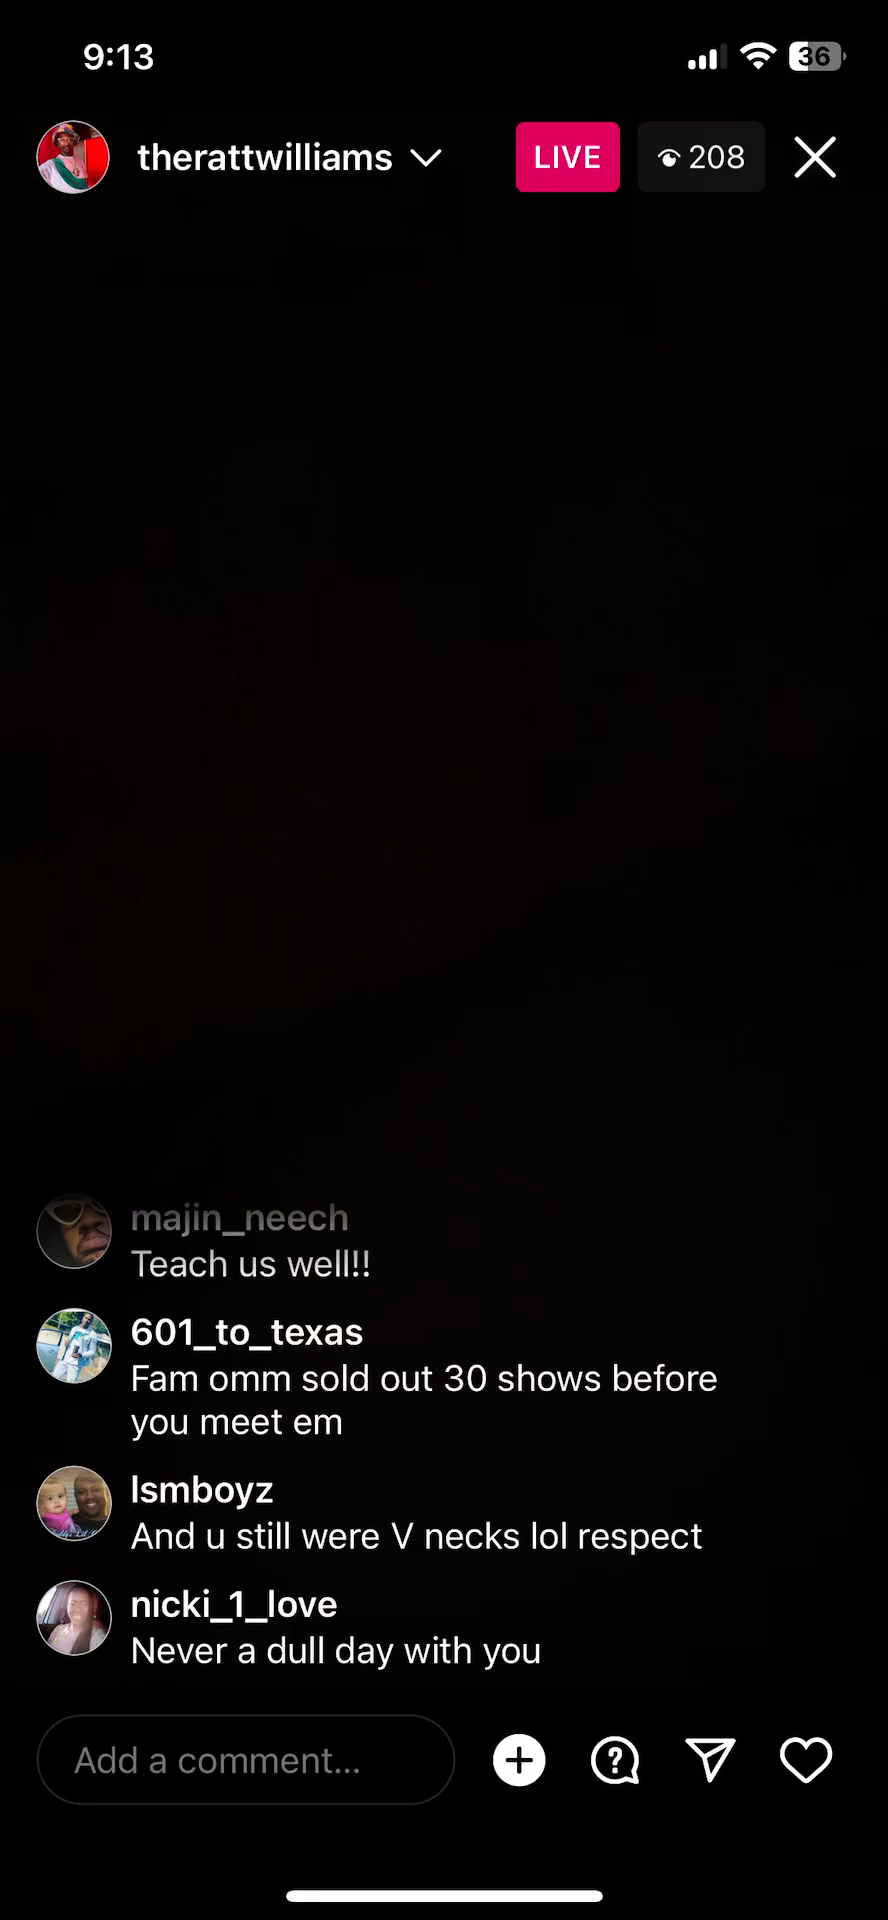 9:13
36
therattwilliams
LIVE
208
majin_neech
Teach us well!!
601_to_texas
Fam omm sold out 30 shows before
you meet em
lsmboyz
And u still were V necks lol respect
nicki_1_love
Never a dull day with you
Add a comment...